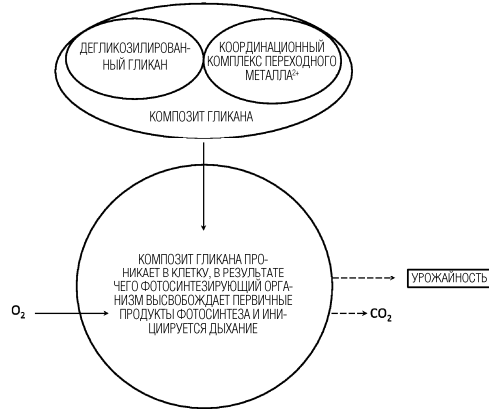 ДЕГЛИКОЗИЛИРОВАН-
НЫЙ ГЛИКАН
КООРДИНАЦИОННЫЙ
КОМПЛЕКС ПЕРЕХОДНОГО
МЕТАЛЛА²⁺
КОМПОЗИТ ГЛИКАНА
КОМПОЗИТ ГЛИКАНА ПРО-
НИКАЕТ В КЛЕТКУ, В РЕЗУЛЬТАТЕ
ЧЕГО ФОТОСИНТЕЗИРУЮЩИЙ ОРГА-
НИЗМ ВЫСВОБОЖДАЕТ ПЕРВИЧНЫЕ
ПРОДУКТЫ ФОТОСИНТЕЗА И ИНИ-
ЦИИРУЕТСЯ ДЫХАНИЕ
O₂
УРОЖАЙНОСТЬ
CO₂